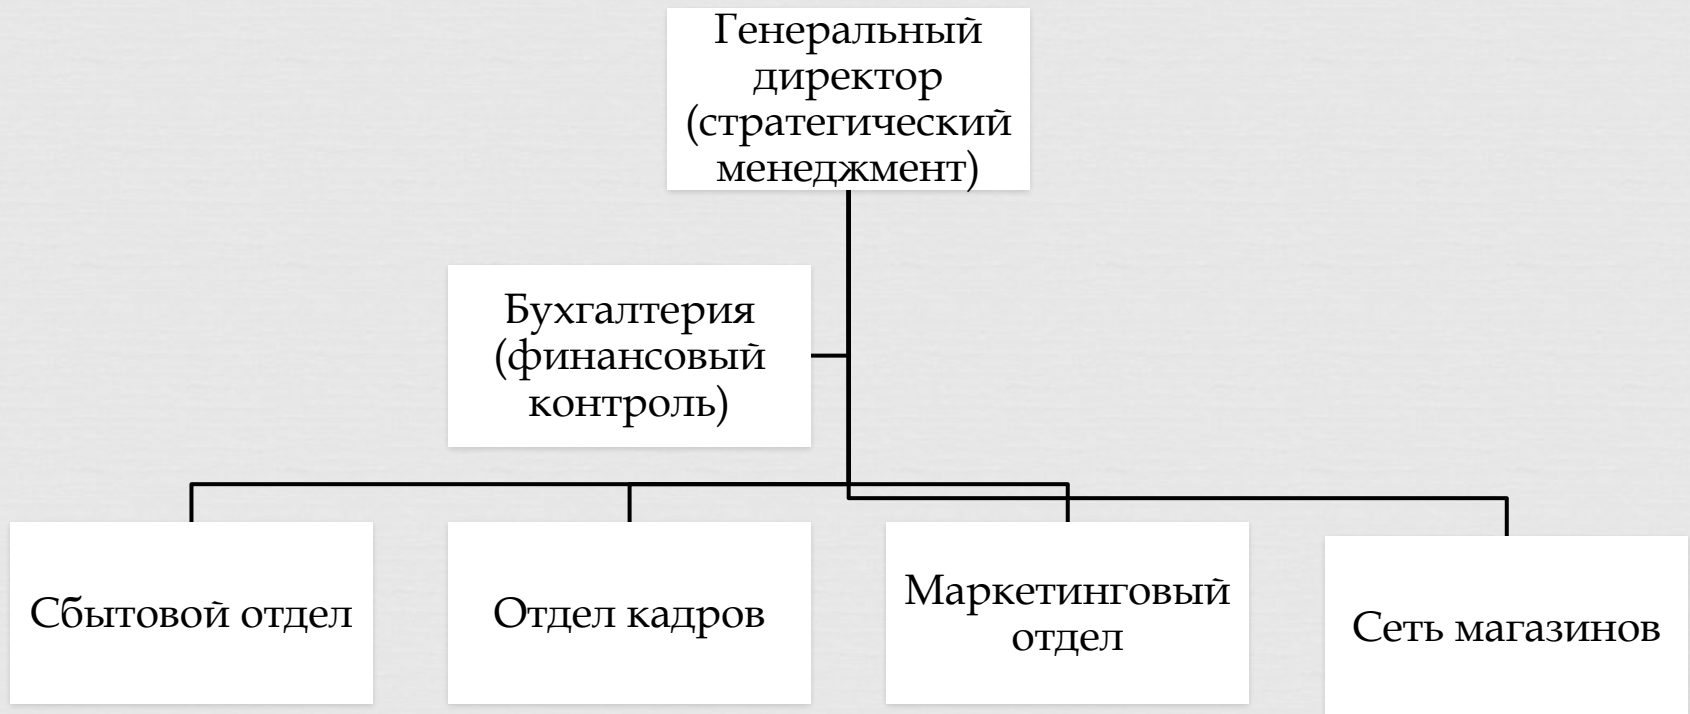 Генеральный
директор
(стратегический
менеджмент)
Бухгалтерия
(финансовый
контроль)
Сбытовой отдел
Отдел кадров
Маркетинговый
отдел
Сеть магазинов